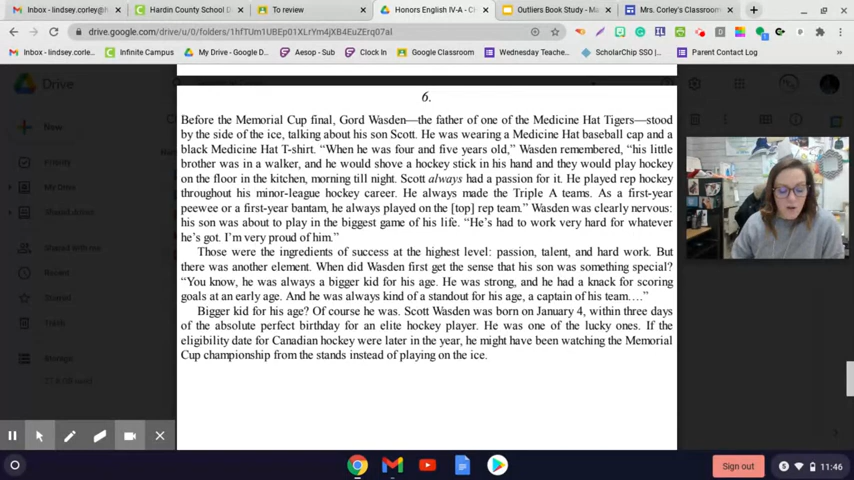 Inbox - lindsey.corley@h
Hardin County School D
To review
Honors English IV-A - C
Outliers Book Study - Ma
Mrs. Corley's Classroom
drive.google.com/drive/u/0/folders/1hfTUm1UBEp01XLrYm4jXB4EuZErq07al
Inbox - lindsey.corley@h...
Infinite Campus
My Drive - Google D...
Aesop - Sub
Clock In
Google Classroom
Wednesday Teache...
ScholarChip SSO |...
Parent Contact Log
Drive
New
Priority
My Drive
Shared drives
Shared with me
Recent
Starred
Trash
Storage
6.
Before the Memorial Cup final, Gord Wasden—the father of one of the Medicine Hat Tigers—stood
by the side of the ice, talking about his son Scott. He was wearing a Medicine Hat baseball cap and a
black Medicine Hat T-shirt. “When he was four and five years old,” Wasden remembered, “his little
brother was in a walker, and he would shove a hockey stick in his hand and they would play hockey
on the floor in the kitchen, morning till night. Scott always had a passion for it. He played rep hockey
throughout his minor-league hockey career. He always made the Triple A teams. As a first-year
peewee or a first-year bantam, he always played on the [top] rep team.” Wasden was clearly nervous:
his son was about to play in the biggest game of his life. “He’s had to work very hard for whatever
he’s got. I’m very proud of him.”
Those were the ingredients of success at the highest level: passion, talent, and hard work. But
there was another element. When did Wasden first get the sense that his son was something special?
“You know, he was always a bigger kid for his age. He was strong, and he had a knack for scoring
goals at an early age. And he was always kind of a standout for his age, a captain of his team....”
Bigger kid for his age? Of course he was. Scott Wasden was born on January 4, within three days
of the absolute perfect birthday for an elite hockey player. He was one of the lucky ones. If the
eligibility date for Canadian hockey were later in the year, he might have been watching the Memorial
Cup championship from the stands instead of playing on the ice.
Sign out
11:46